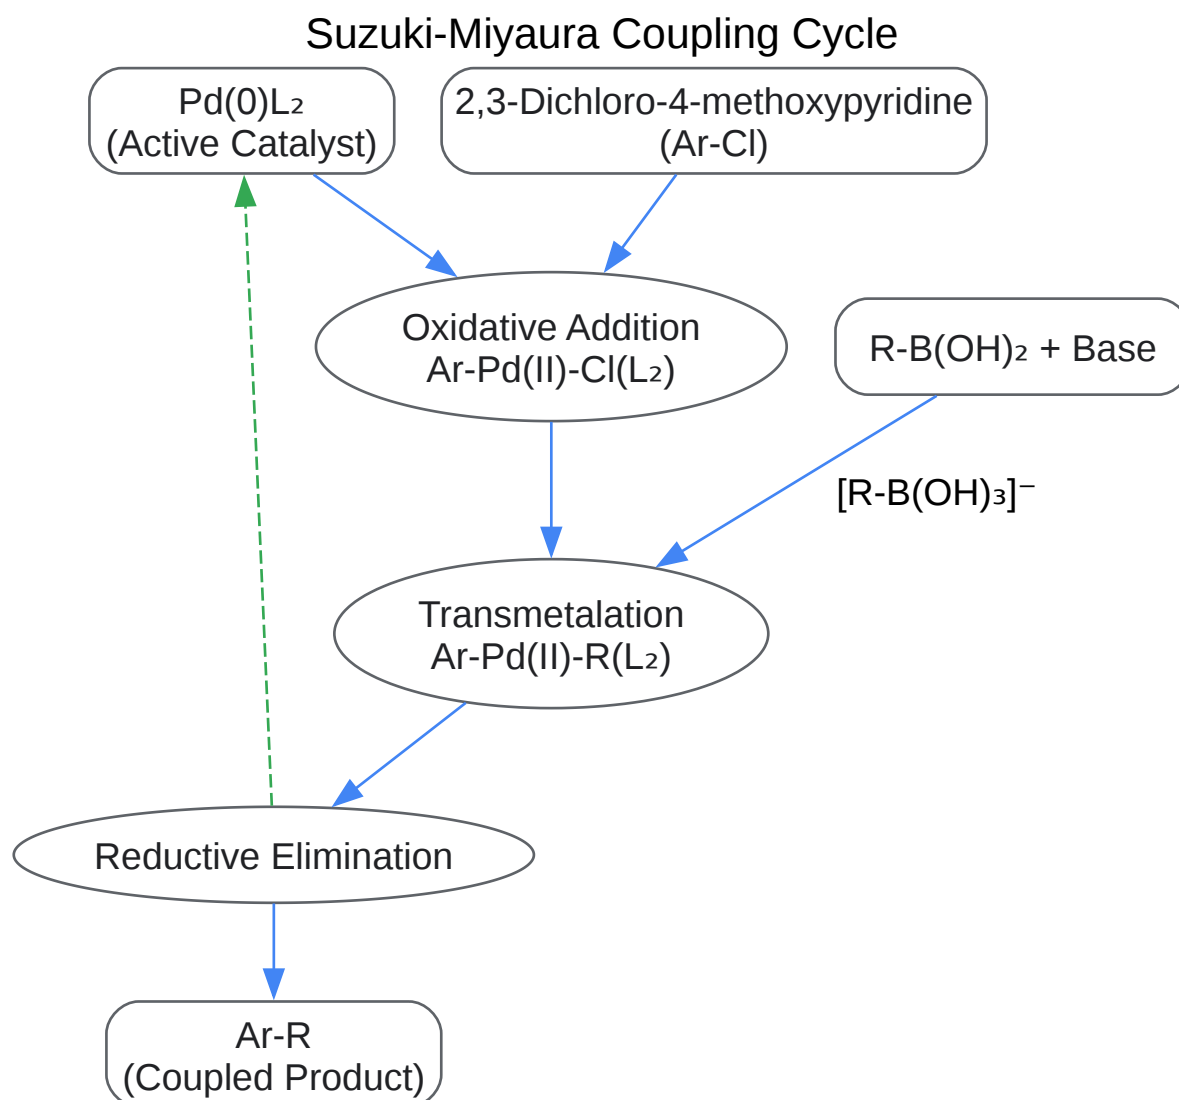 Suzuki-Miyaura Coupling Cycle
Pd(0)L₂
(Active Catalyst)
2,3-Dichloro-4-methoxypyridine
(Ar-Cl)
Oxidative Addition
Ar-Pd(II)-Cl(L₂)
R-B(OH)₂ + Base
[R-B(OH)₃]⁻
Transmetalation
Ar-Pd(II)-R(L₂)
Reductive Elimination
Ar-R
(Coupled Product)